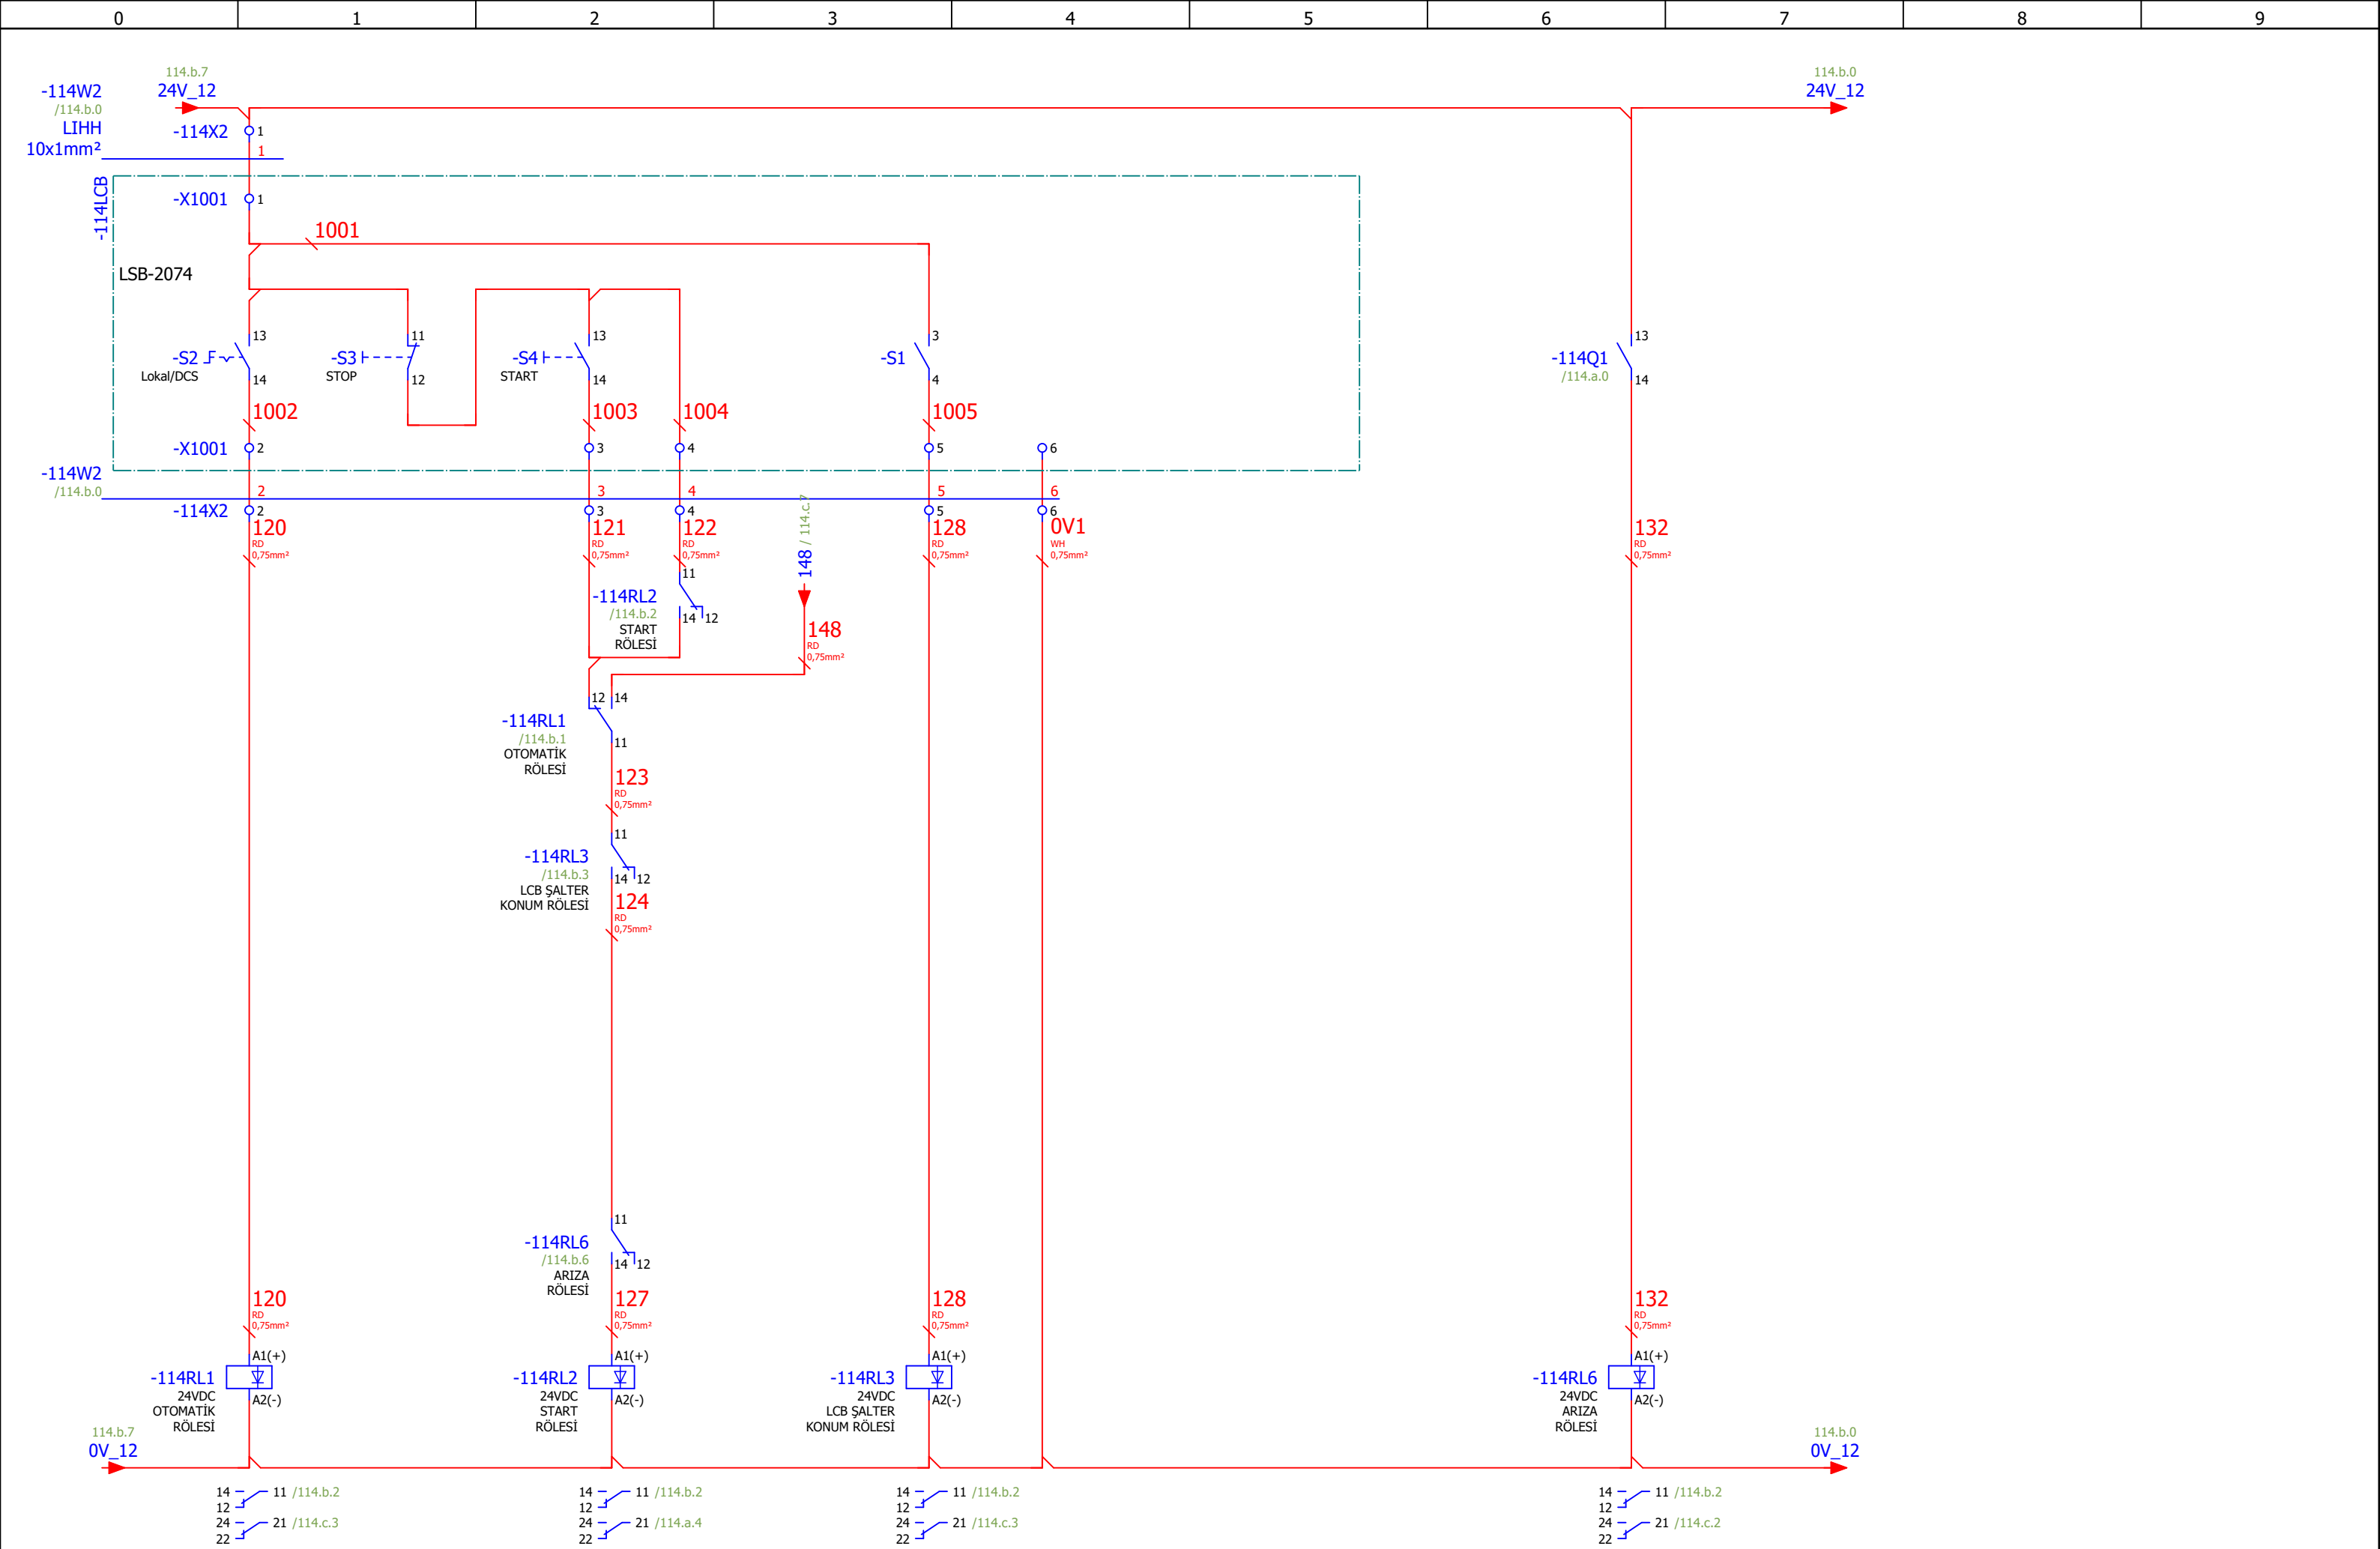 0 1 2 3 4 5 6 7 8 9
114.b.7
24V_12
114.b.0
24V_12
-114W2
/114.b.0
LIHH
10x1mm²
-114X2 1
1
-114LCB
-X1001 1
1001
LSB-2074
-S2
Lokal/DCS
13
14
-S3
STOP
11
12
-S4
START
13
14
-S1
3
4
-114Q1
/114.a.0
13
14
1002
1003
1004
1005
-X1001 2 3 4 5 6
-114W2
/114.b.0
2 3 4 5 6
-114X2 2 3 4 5 6
120
RD
0,75mm²
121
RD
0,75mm²
122
RD
0,75mm²
148 / 114.c.7
128
RD
0,75mm²
0V1
WH
0,75mm²
132
RD
0,75mm²
-114RL2
/114.b.2
START
RÖLESİ
11
14 12
148
RD
0,75mm²
12 14
-114RL1
/114.b.1
OTOMATİK
RÖLESİ
11
123
RD
0,75mm²
11
-114RL3
/114.b.3
LCB ŞALTER
KONUM RÖLESİ
14 12
124
RD
0,75mm²
11
-114RL6
/114.b.6
ARIZA
RÖLESİ
14 12
120
RD
0,75mm²
127
RD
0,75mm²
128
RD
0,75mm²
132
RD
0,75mm²
-114RL1
24VDC
OTOMATİK
RÖLESİ
A1(+)
A2(-)
-114RL2
24VDC
START
RÖLESİ
A1(+)
A2(-)
-114RL3
24VDC
LCB ŞALTER
KONUM RÖLESİ
A1(+)
A2(-)
-114RL6
24VDC
ARIZA
RÖLESİ
A1(+)
A2(-)
114.b.7
0V_12
114.b.0
0V_12
14 11 /114.b.2
12
24 21 /114.c.3
22
14 11 /114.b.2
12
24 21 /114.a.4
22
14 11 /114.b.2
12
24 21 /114.c.3
22
14 11 /114.b.2
12
24 21 /114.c.2
22